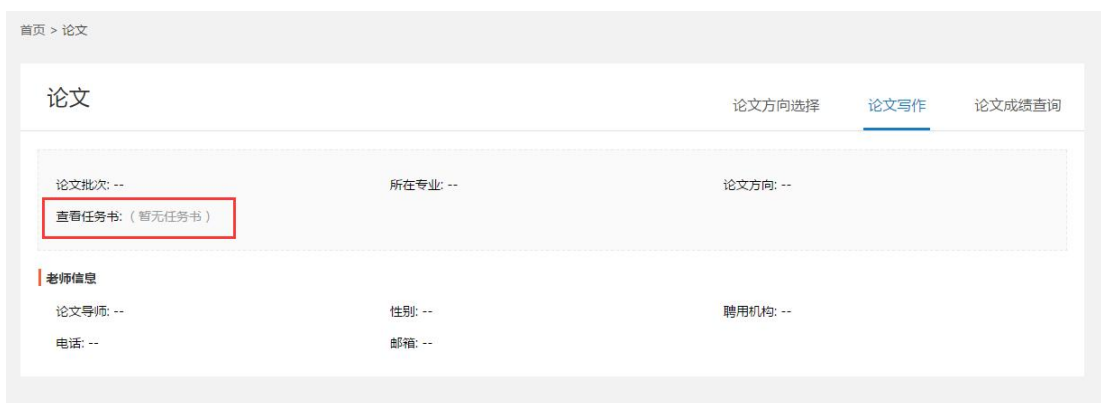 首页 > 论文
论文
论文方向选择 论文写作 论文成绩查询
论文批次: -- 所在专业: -- 论文方向: --
查看任务书:（暂无任务书）
老师信息
论文导师: -- 性别: -- 聘用机构: --
电话: -- 邮箱: --